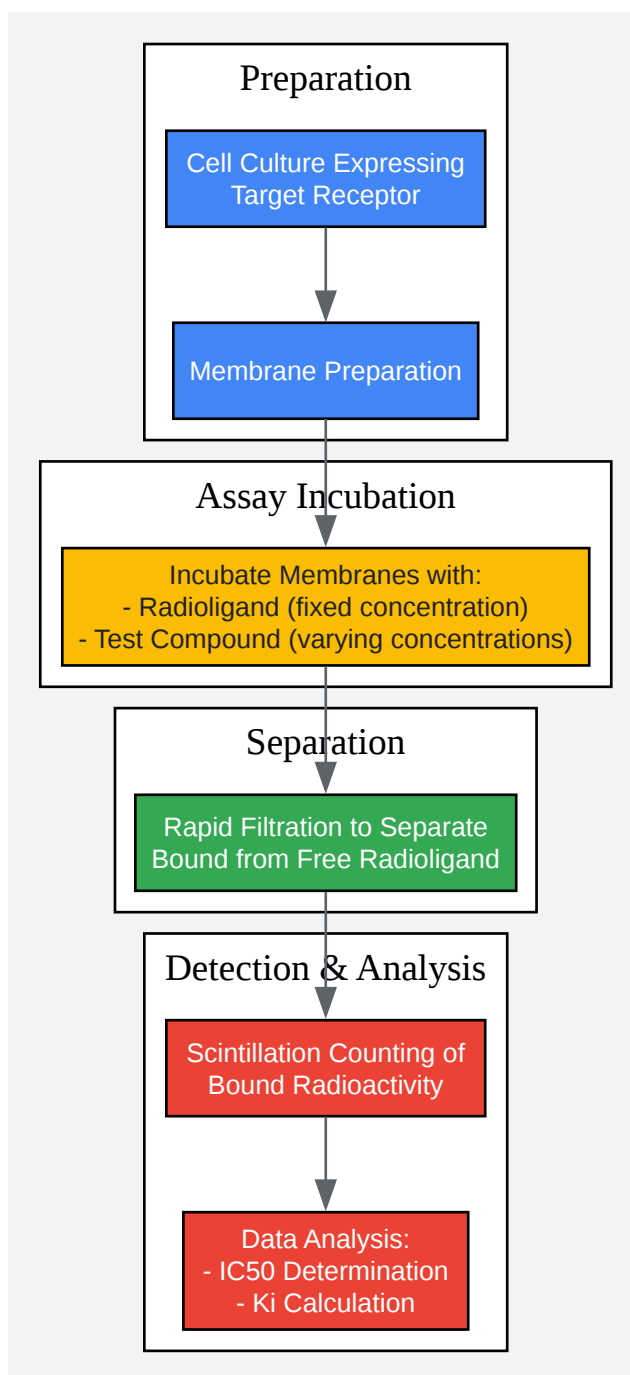 Preparation
Cell Culture Expressing
Target Receptor
Membrane Preparation
Assay Incubation
Incubate Membranes with:
- Radioligand (fixed concentration)
- Test Compound (varying concentrations)
Separation
Rapid Filtration to Separate
Bound from Free Radioligand
Detection & Analysis
Scintillation Counting of
Bound Radioactivity
Data Analysis:
- IC50 Determination
- Ki Calculation